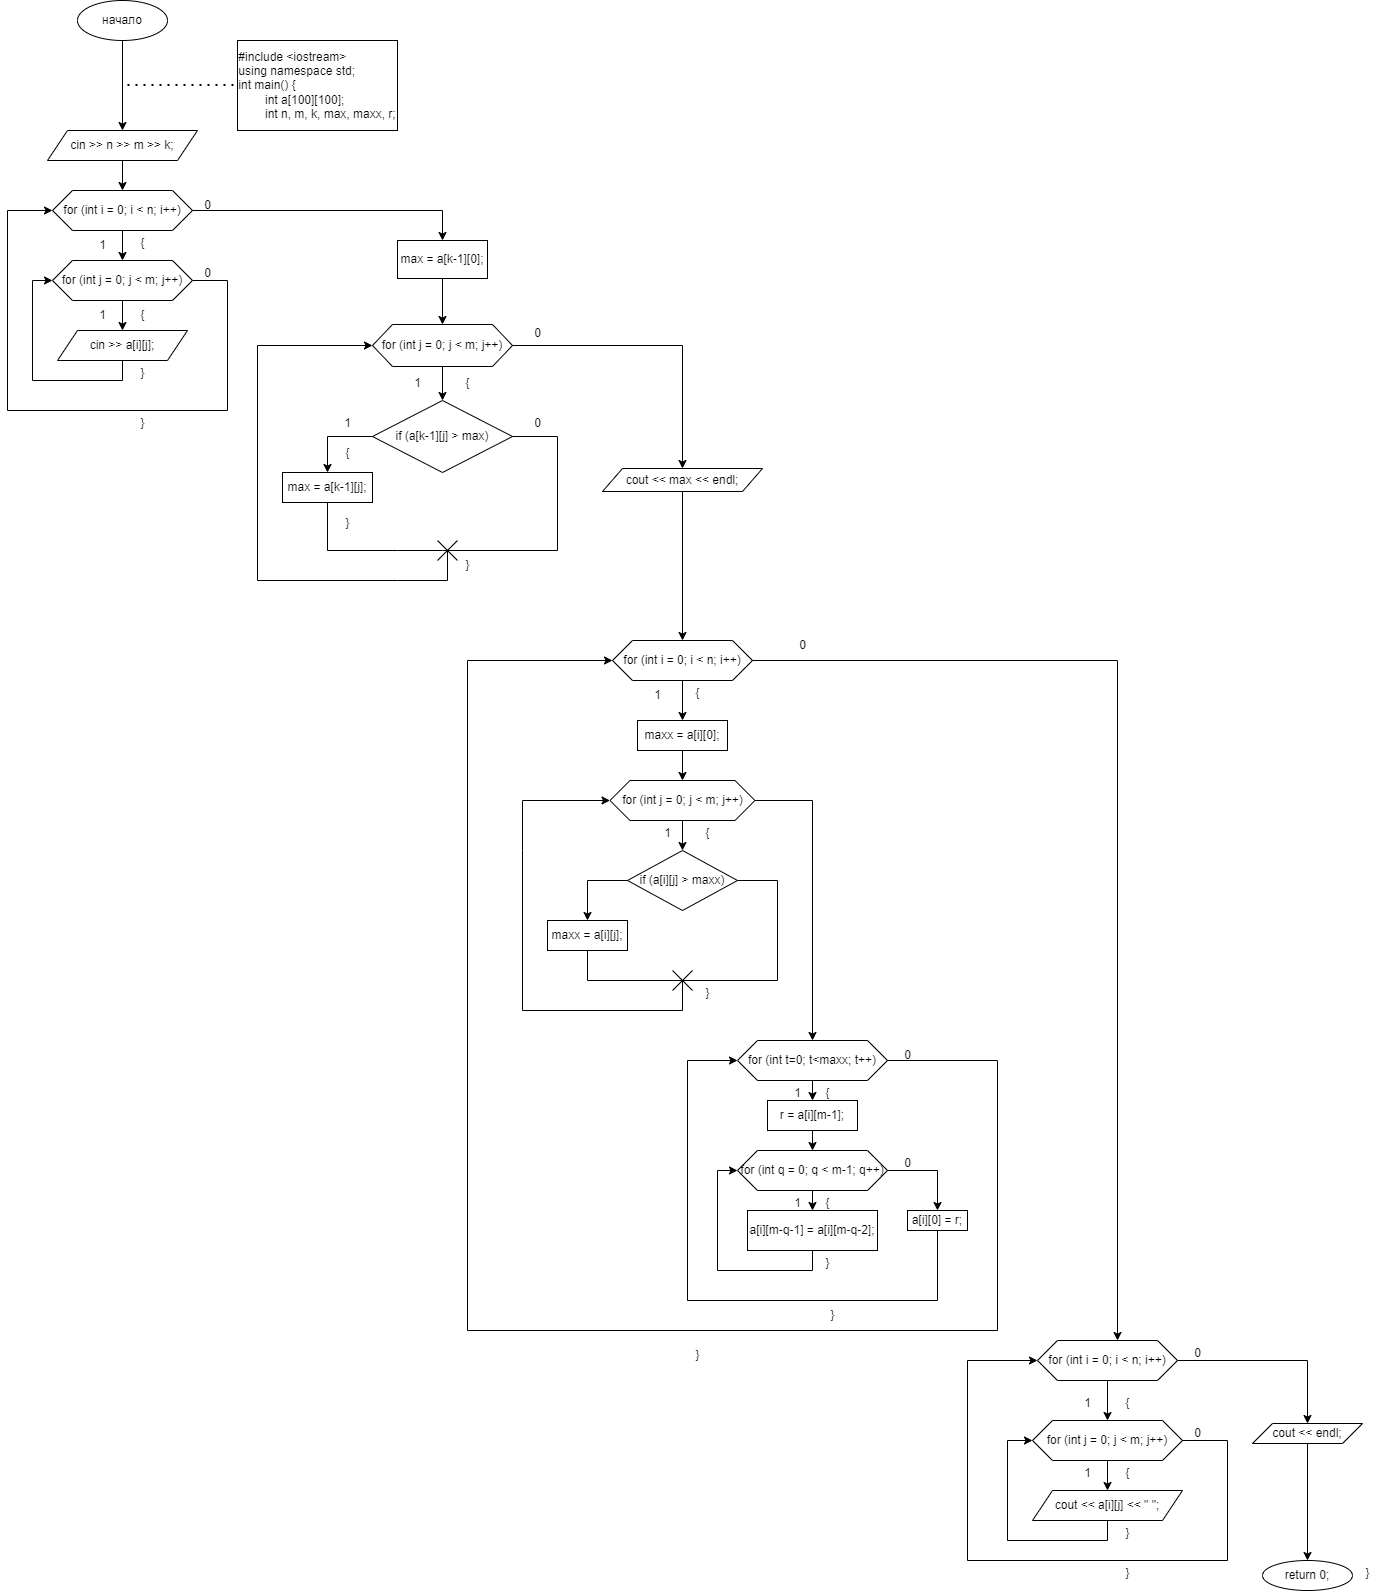 начало
#include <iostream>
using namespace std;
int main() {
int a[100][100];
int n, m, k, max, maxx, r;
cin >> n >> m >> k;
for (int i = 0; i < n; i++)
0
1
{
for (int j = 0; j < m; j++)
0
1
{
cin >> a[i][j];
}
}
max = a[k-1][0];
for (int j = 0; j < m; j++)
0
1
{
if (a[k-1][j] > max)
1
0
{
max = a[k-1][j];
}
}
cout << max << endl;
for (int i = 0; i < n; i++)
0
1
{
maxx = a[i][0];
for (int j = 0; j < m; j++)
1
{
if (a[i][j] > maxx)
maxx = a[i][j];
}
for (int t=0; t<maxx; t++)
0
1
{
r = a[i][m-1];
for (int q = 0; q < m-1; q++)
0
1
{
a[i][m-q-1] = a[i][m-q-2];
a[i][0] = r;
}
}
}
for (int i = 0; i < n; i++)
0
1
{
for (int j = 0; j < m; j++)
0
1
{
cout << a[i][j] << " ";
}
}
cout << endl;
return 0;
}